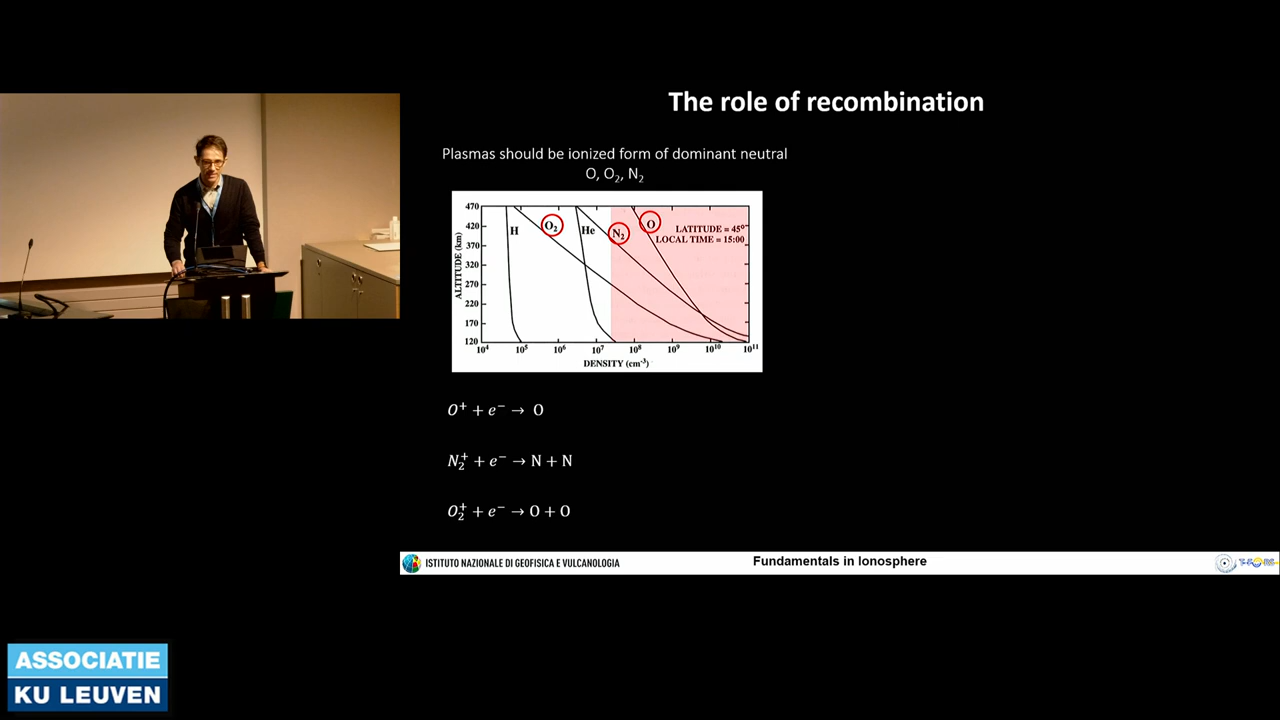 The role of recombination
Plasmas should be ionized form of dominant neutral
O, O₂, N₂
470
420
370
320
270
220
170
120
ALTITUDE (km)
H
O₂
He
N₂
O
LATITUDE = 45°
LOCAL TIME = 15:00
10⁴ 10⁵ 10⁶ 10⁷ 10⁸ 10⁹ 10¹⁰ 10¹¹
DENSITY (cm⁻³)
O⁺ + e⁻ → O
N₂⁺ + e⁻ → N + N
O₂⁺ + e⁻ → O + O
ISTITUTO NAZIONALE DI GEOFISICA E VULCANOLOGIA
Fundamentals in Ionosphere
ASSOCIATIE
KU LEUVEN